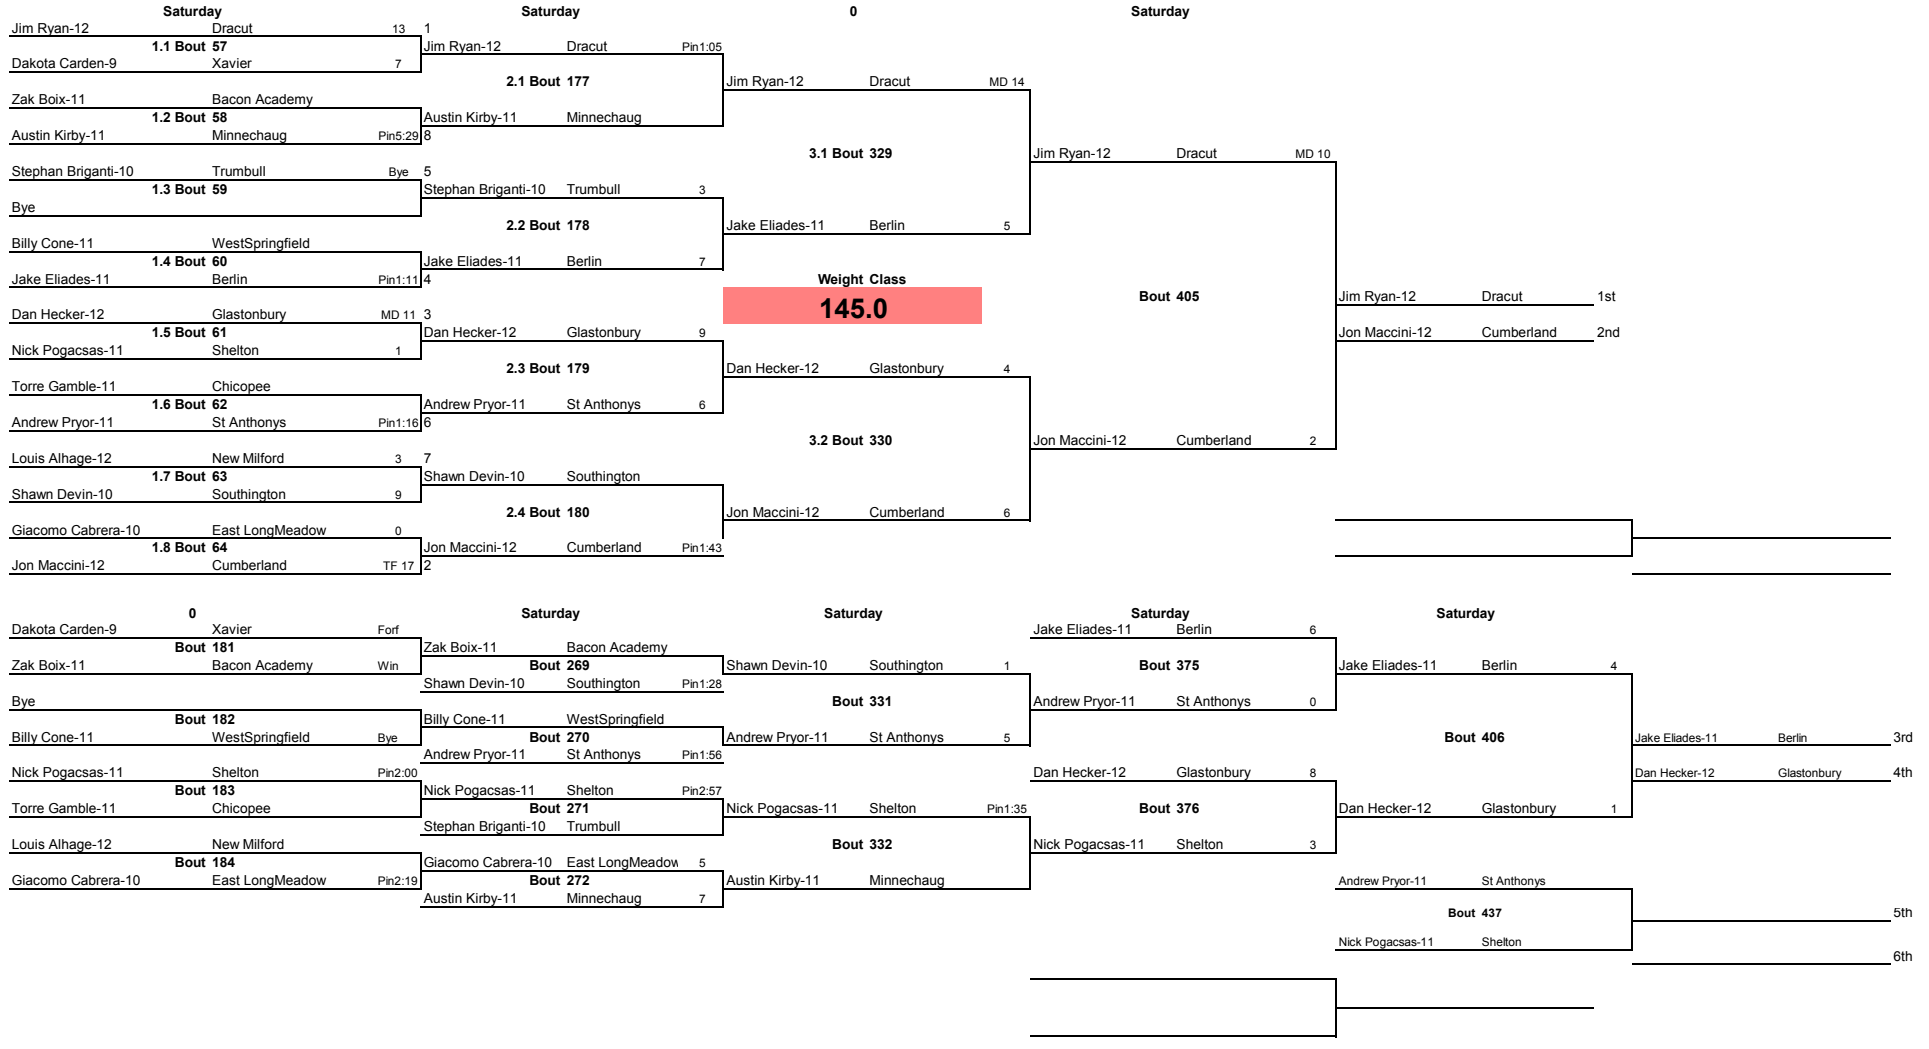 Saturday Saturday 0 Saturday
Jim Ryan-12 Dracut 13 1
1.1 Bout 57 Jim Ryan-12 Dracut Pin1:05
Dakota Carden-9 Xavier 7
2.1 Bout 177 Jim Ryan-12 Dracut MD 14
Zak Boix-11 Bacon Academy
1.2 Bout 58 Austin Kirby-11 Minnechaug
Austin Kirby-11 Minnechaug Pin5:29 8
3.1 Bout 329 Jim Ryan-12 Dracut MD 10
Stephan Briganti-10 Trumbull Bye 5
1.3 Bout 59 Stephan Briganti-10 Trumbull 3
Bye
2.2 Bout 178 Jake Eliades-11 Berlin 5
Billy Cone-11 WestSpringfield
1.4 Bout 60 Jake Eliades-11 Berlin 7
Jake Eliades-11 Berlin Pin1:11 4 Weight Class
Bout 405 Jim Ryan-12 Dracut 1st
145.0
Dan Hecker-12 Glastonbury MD 11 3
1.5 Bout 61 Dan Hecker-12 Glastonbury 9 Jon Maccini-12 Cumberland 2nd
Nick Pogacsas-11 Shelton 1
2.3 Bout 179 Dan Hecker-12 Glastonbury 4
Torre Gamble-11 Chicopee
1.6 Bout 62 Andrew Pryor-11 St Anthonys 6
Andrew Pryor-11 St Anthonys Pin1:16 6
3.2 Bout 330 Jon Maccini-12 Cumberland 2
Louis Alhage-12 New Milford 3 7
1.7 Bout 63 Shawn Devin-10 Southington
Shawn Devin-10 Southington 9
2.4 Bout 180 Jon Maccini-12 Cumberland 6
Giacomo Cabrera-10 East LongMeadow 0
1.8 Bout 64 Jon Maccini-12 Cumberland Pin1:43
Jon Maccini-12 Cumberland TF 17 2
0 Saturday Saturday Saturday Saturday
Dakota Carden-9 Xavier Forf Jake Eliades-11 Berlin 6
Bout 181 Zak Boix-11 Bacon Academy
Zak Boix-11 Bacon Academy Win Bout 269 Shawn Devin-10 Southington 1 Bout 375 Jake Eliades-11 Berlin 4
Shawn Devin-10 Southington Pin1:28
Bye Bout 331 Andrew Pryor-11 St Anthonys 0
Bout 182 Billy Cone-11 WestSpringfield
Billy Cone-11 WestSpringfield Bye Bout 270 Andrew Pryor-11 St Anthonys 5 Bout 406 Jake Eliades-11 Berlin 3rd
Andrew Pryor-11 St Anthonys Pin1:56
Nick Pogacsas-11 Shelton Pin2:00 Dan Hecker-12 Glastonbury 8 Dan Hecker-12 Glastonbury 4th
Bout 183 Nick Pogacsas-11 Shelton Pin2:57
Torre Gamble-11 Chicopee Bout 271 Nick Pogacsas-11 Shelton Pin1:35 Bout 376 Dan Hecker-12 Glastonbury 1
Stephan Briganti-10 Trumbull
Louis Alhage-12 New Milford Bout 332 Nick Pogacsas-11 Shelton 3
Bout 184 Giacomo Cabrera-10 East LongMeadow 5
Giacomo Cabrera-10 East LongMeadow Pin2:19 Bout 272 Austin Kirby-11 Minnechaug Andrew Pryor-11 St Anthonys
Austin Kirby-11 Minnechaug 7
Bout 437 5th
Nick Pogacsas-11 Shelton
6th